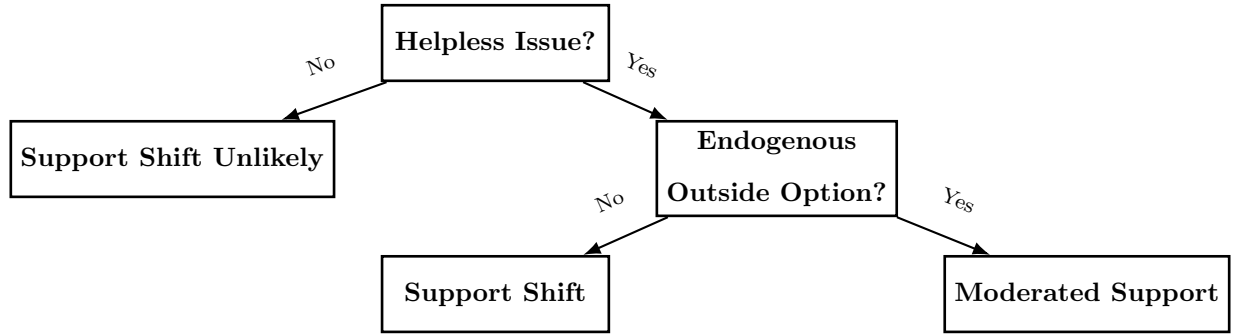 Helpless Issue?
No
Yes
Support Shift Unlikely
Endogenous
Outside Option?
No
Yes
Support Shift
Moderated Support